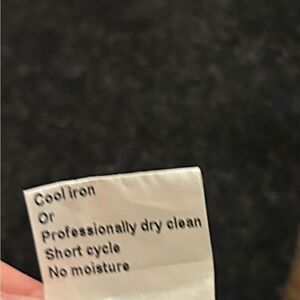 Cool iron
Or
Professionally dry clean
Short cycle
No moisture